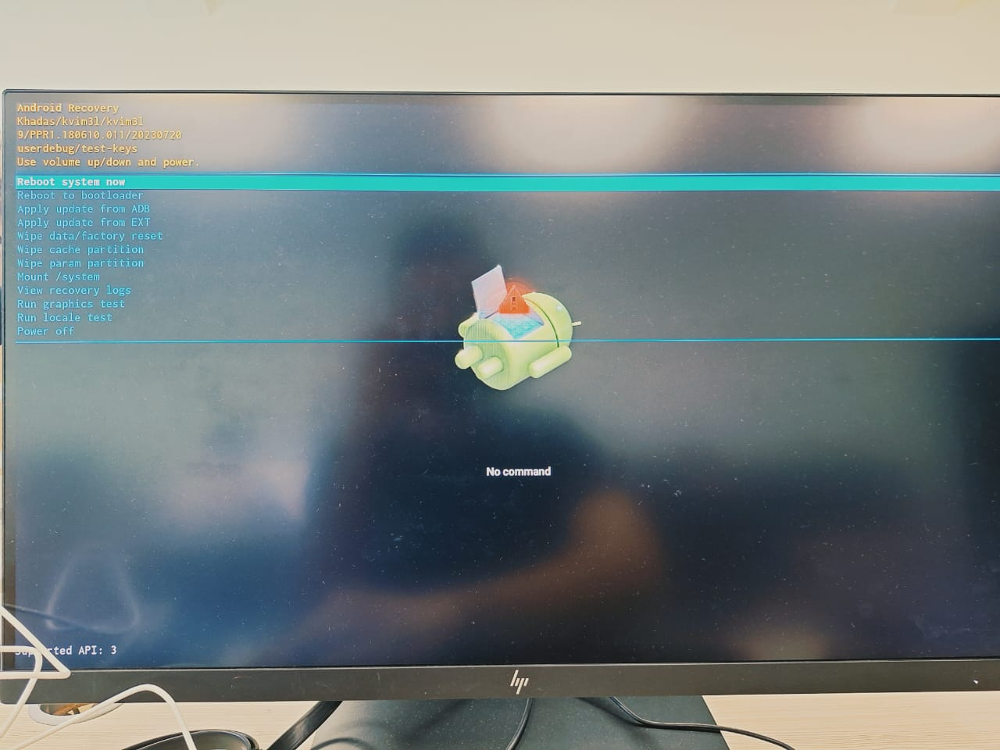 Android Recovery
Khadas/kvim3l/kvim3l
9/PPR1.180610.011/20230720
userdebug/test-keys
Use volume up/down and power.
Reboot system now
Reboot to bootloader
Apply update from ADB
Apply update from EXT
Wipe data/factory reset
Wipe cache partition
Wipe param partition
Mount /system
View recovery logs
Run graphics test
Run locale test
Power off
No command
API: 3
hp